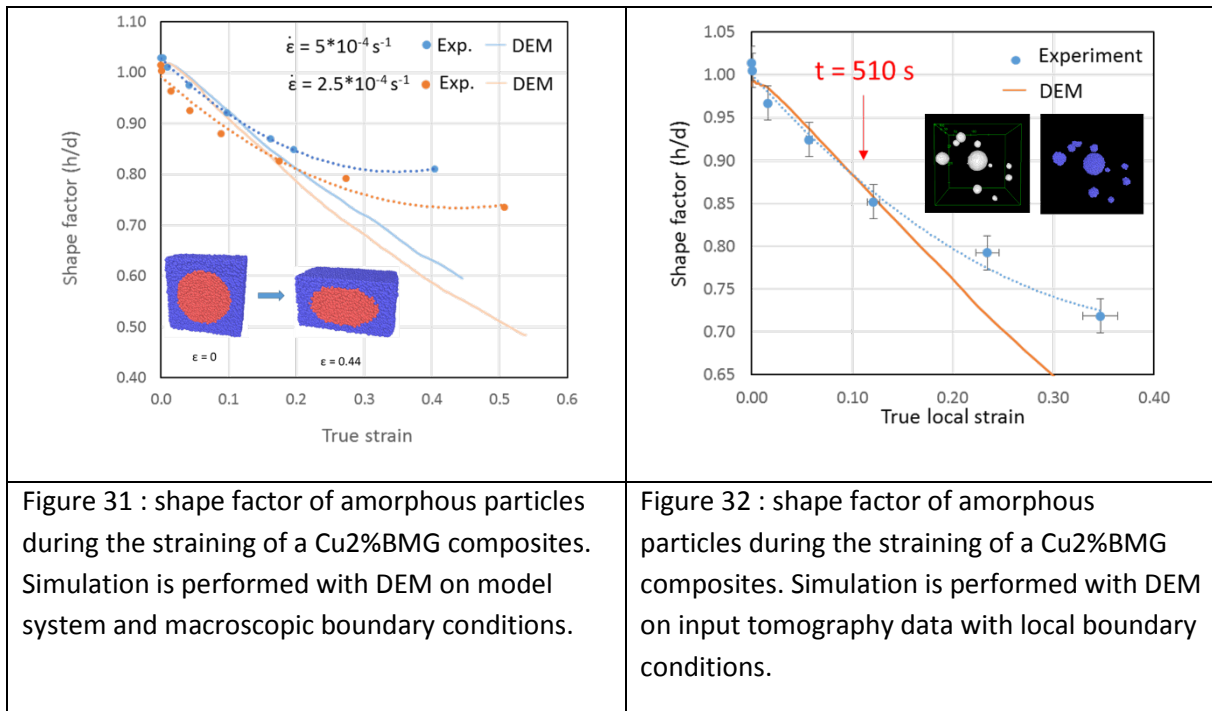 1.10
1.00
0.90
0.80
0.70
0.60
0.50
0.40
Shape factor (h/d)
ε̇ = 5*10⁻⁴ s⁻¹ Exp. DEM
ε̇ = 2.5*10⁻⁴ s⁻¹ Exp. DEM
ε = 0
ε = 0.44
0.0 0.1 0.2 0.3 0.4 0.5 0.6
True strain
1.05
1.00
0.95
0.90
0.85
0.80
0.75
0.70
0.65
Shape factor (h/d)
Experiment
DEM
t = 510 s
0.00 0.10 0.20 0.30 0.40
True local strain
Figure 31 : shape factor of amorphous particles
during the straining of a Cu2%BMG composites.
Simulation is performed with DEM on model
system and macroscopic boundary conditions.
Figure 32 : shape factor of amorphous
particles during the straining of a Cu2%BMG
composites. Simulation is performed with DEM
on input tomography data with local boundary
conditions.